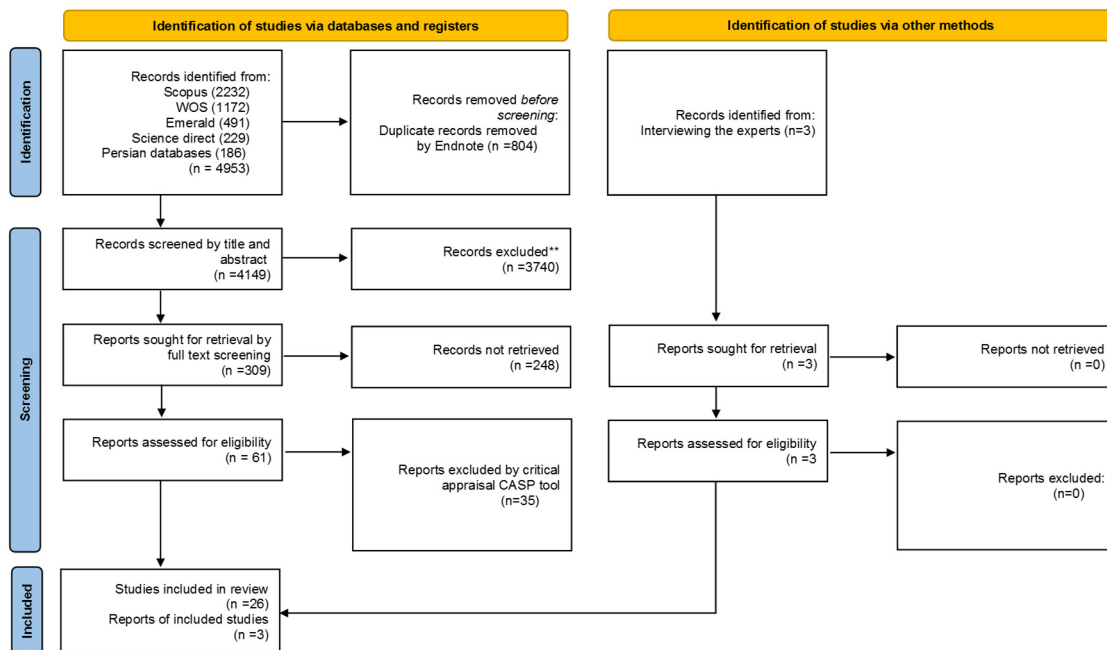 Identification of studies via databases and registers
Identification of studies via other methods
Identification
Records identified from:
Scopus (2232)
WOS (1172)
Emerald (491)
Science direct (229)
Persian databases (186)
(n = 4953)
Records removed before
screening:
Duplicate records removed
by Endnote (n =804)
Records identified from:
Interviewing the experts (n=3)
Screening
Records screened by title and
abstract
(n =4149)
Records excluded**
(n =3740)
Reports sought for retrieval by
full text screening
(n =309)
Records not retrieved
(n =248)
Reports sought for retrieval
(n =3)
Reports not retrieved
(n =0)
Reports assessed for eligibility
(n = 61)
Reports excluded by critical
appraisal CASP tool
(n=35)
Reports assessed for eligibility
(n =3
Reports excluded:
(n=0)
Included
Studies included in review
(n =26)
Reports of included studies
(n =3)